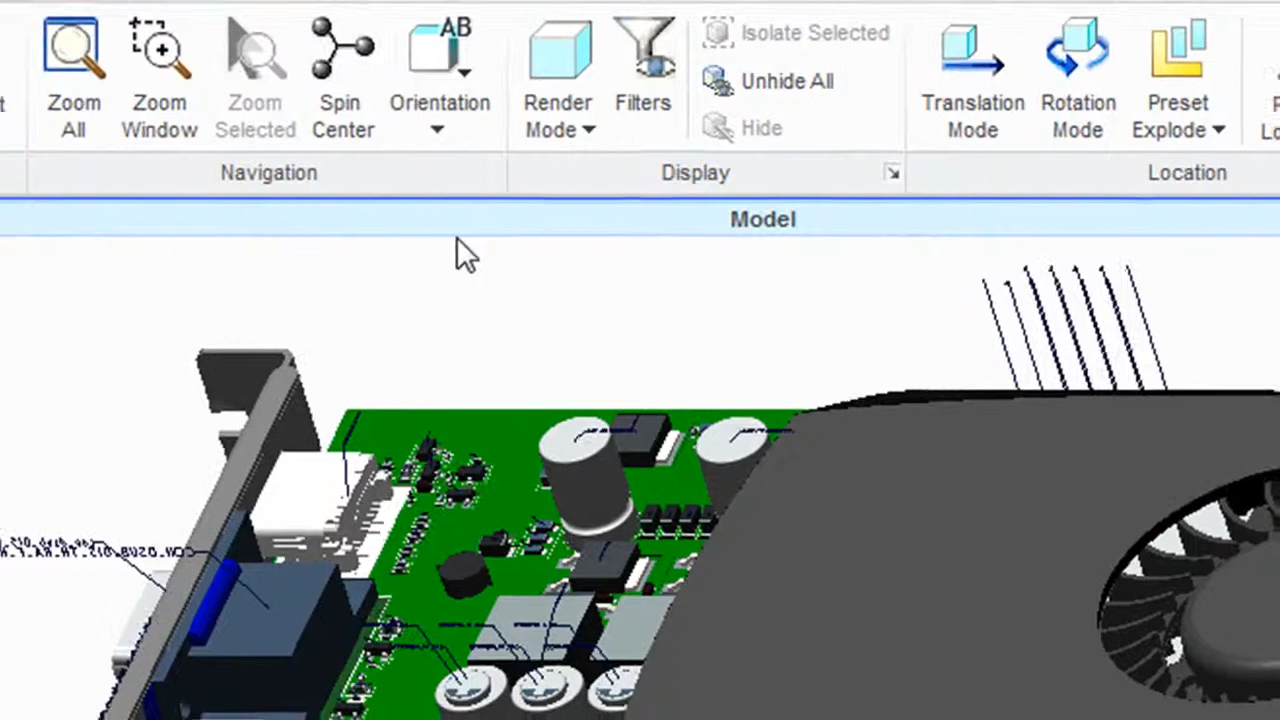 Zoom All
Zoom Window
Zoom Selected
Spin Center
AB
Orientation
Render Mode
Filters
Isolate Selected
Unhide All
Hide
Translation Mode
Rotation Mode
Preset Explode
Navigation
Display
Location
Model